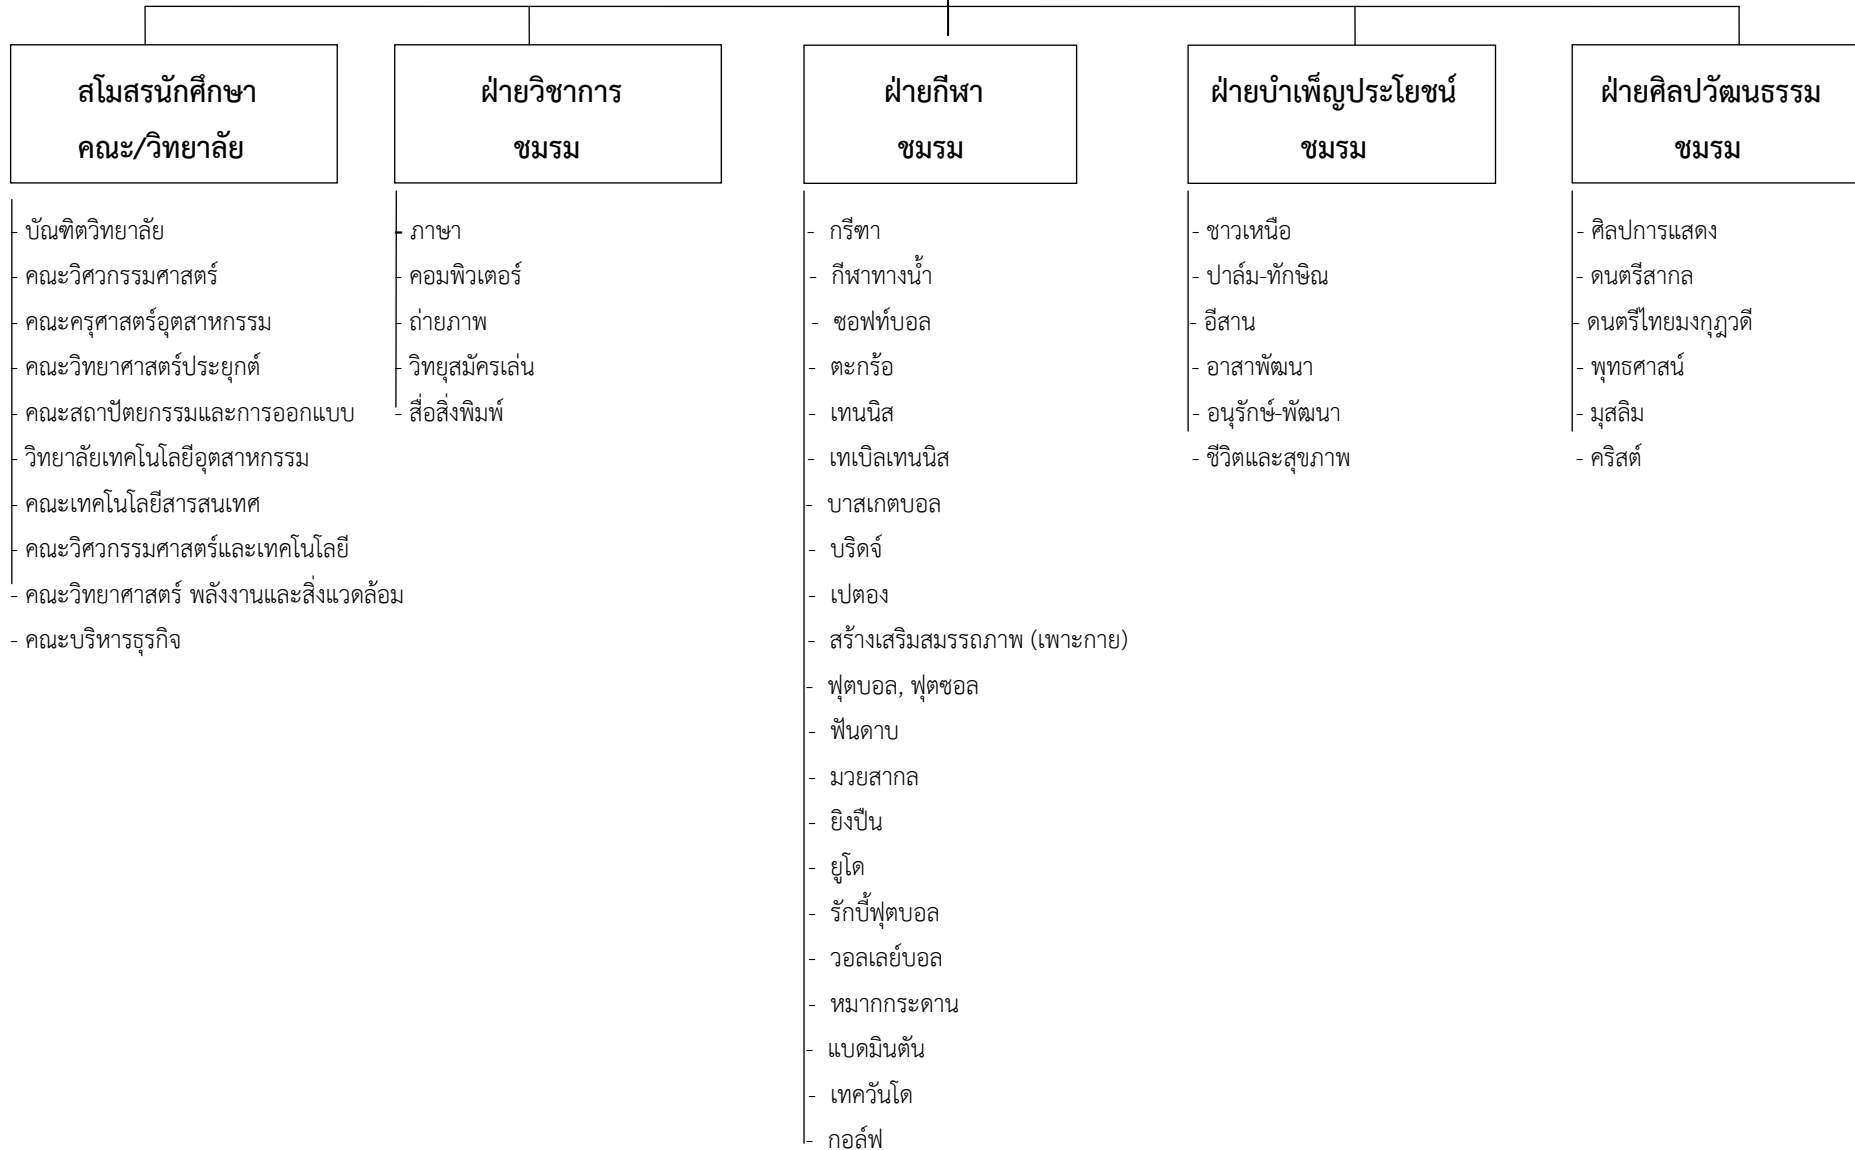 สโมสรนักศึกษา
คณะ/วิทยาลัย
- บัณฑิตวิทยาลัย
- คณะวิศวกรรมศาสตร์
- คณะครุศาสตร์อุตสาหกรรม
- คณะวิทยาศาสตร์ประยุกต์
- คณะสถาปัตยกรรมและการออกแบบ
- วิทยาลัยเทคโนโลยีอุตสาหกรรม
- คณะเทคโนโลยีสารสนเทศ
- คณะวิศวกรรมศาสตร์และเทคโนโลยี
- คณะวิทยาศาสตร์ พลังงานและสิ่งแวดล้อม
- คณะบริหารธุรกิจ
ฝ่ายวิชาการ
ชมรม
- ภาษา
- คอมพิวเตอร์
- ถ่ายภาพ
- วิทยุสมัครเล่น
- สื่อสิ่งพิมพ์
ฝ่ายกีฬา
ชมรม
- กรีฑา
- กีฬาทางน้ำ
- ซอฟท์บอล
- ตะกร้อ
- เทนนิส
- เทเบิลเทนนิส
- บาสเกตบอล
- บริดจ์
- เปตอง
- สร้างเสริมสมรรถภาพ (เพาะกาย)
- ฟุตบอล, ฟุตซอล
- ฟันดาบ
- มวยสากล
- ยิงปืน
- ยูโด
- รักบี้ฟุตบอล
- วอลเลย์บอล
- หมากกระดาน
- แบดมินตัน
- เทควันโด
- กอล์ฟ
ฝ่ายบำเพ็ญประโยชน์
ชมรม
- ชาวเหนือ
- ปาล์ม-ทักษิณ
- อีสาน
- อาสาพัฒนา
- อนุรักษ์-พัฒนา
- ชีวิตและสุขภาพ
ฝ่ายศิลปวัฒนธรรม
ชมรม
- ศิลปการแสดง
- ดนตรีสากล
- ดนตรีไทยมงกุฎวดี
- พุทธศาสน์
- มุสลิม
- คริสต์